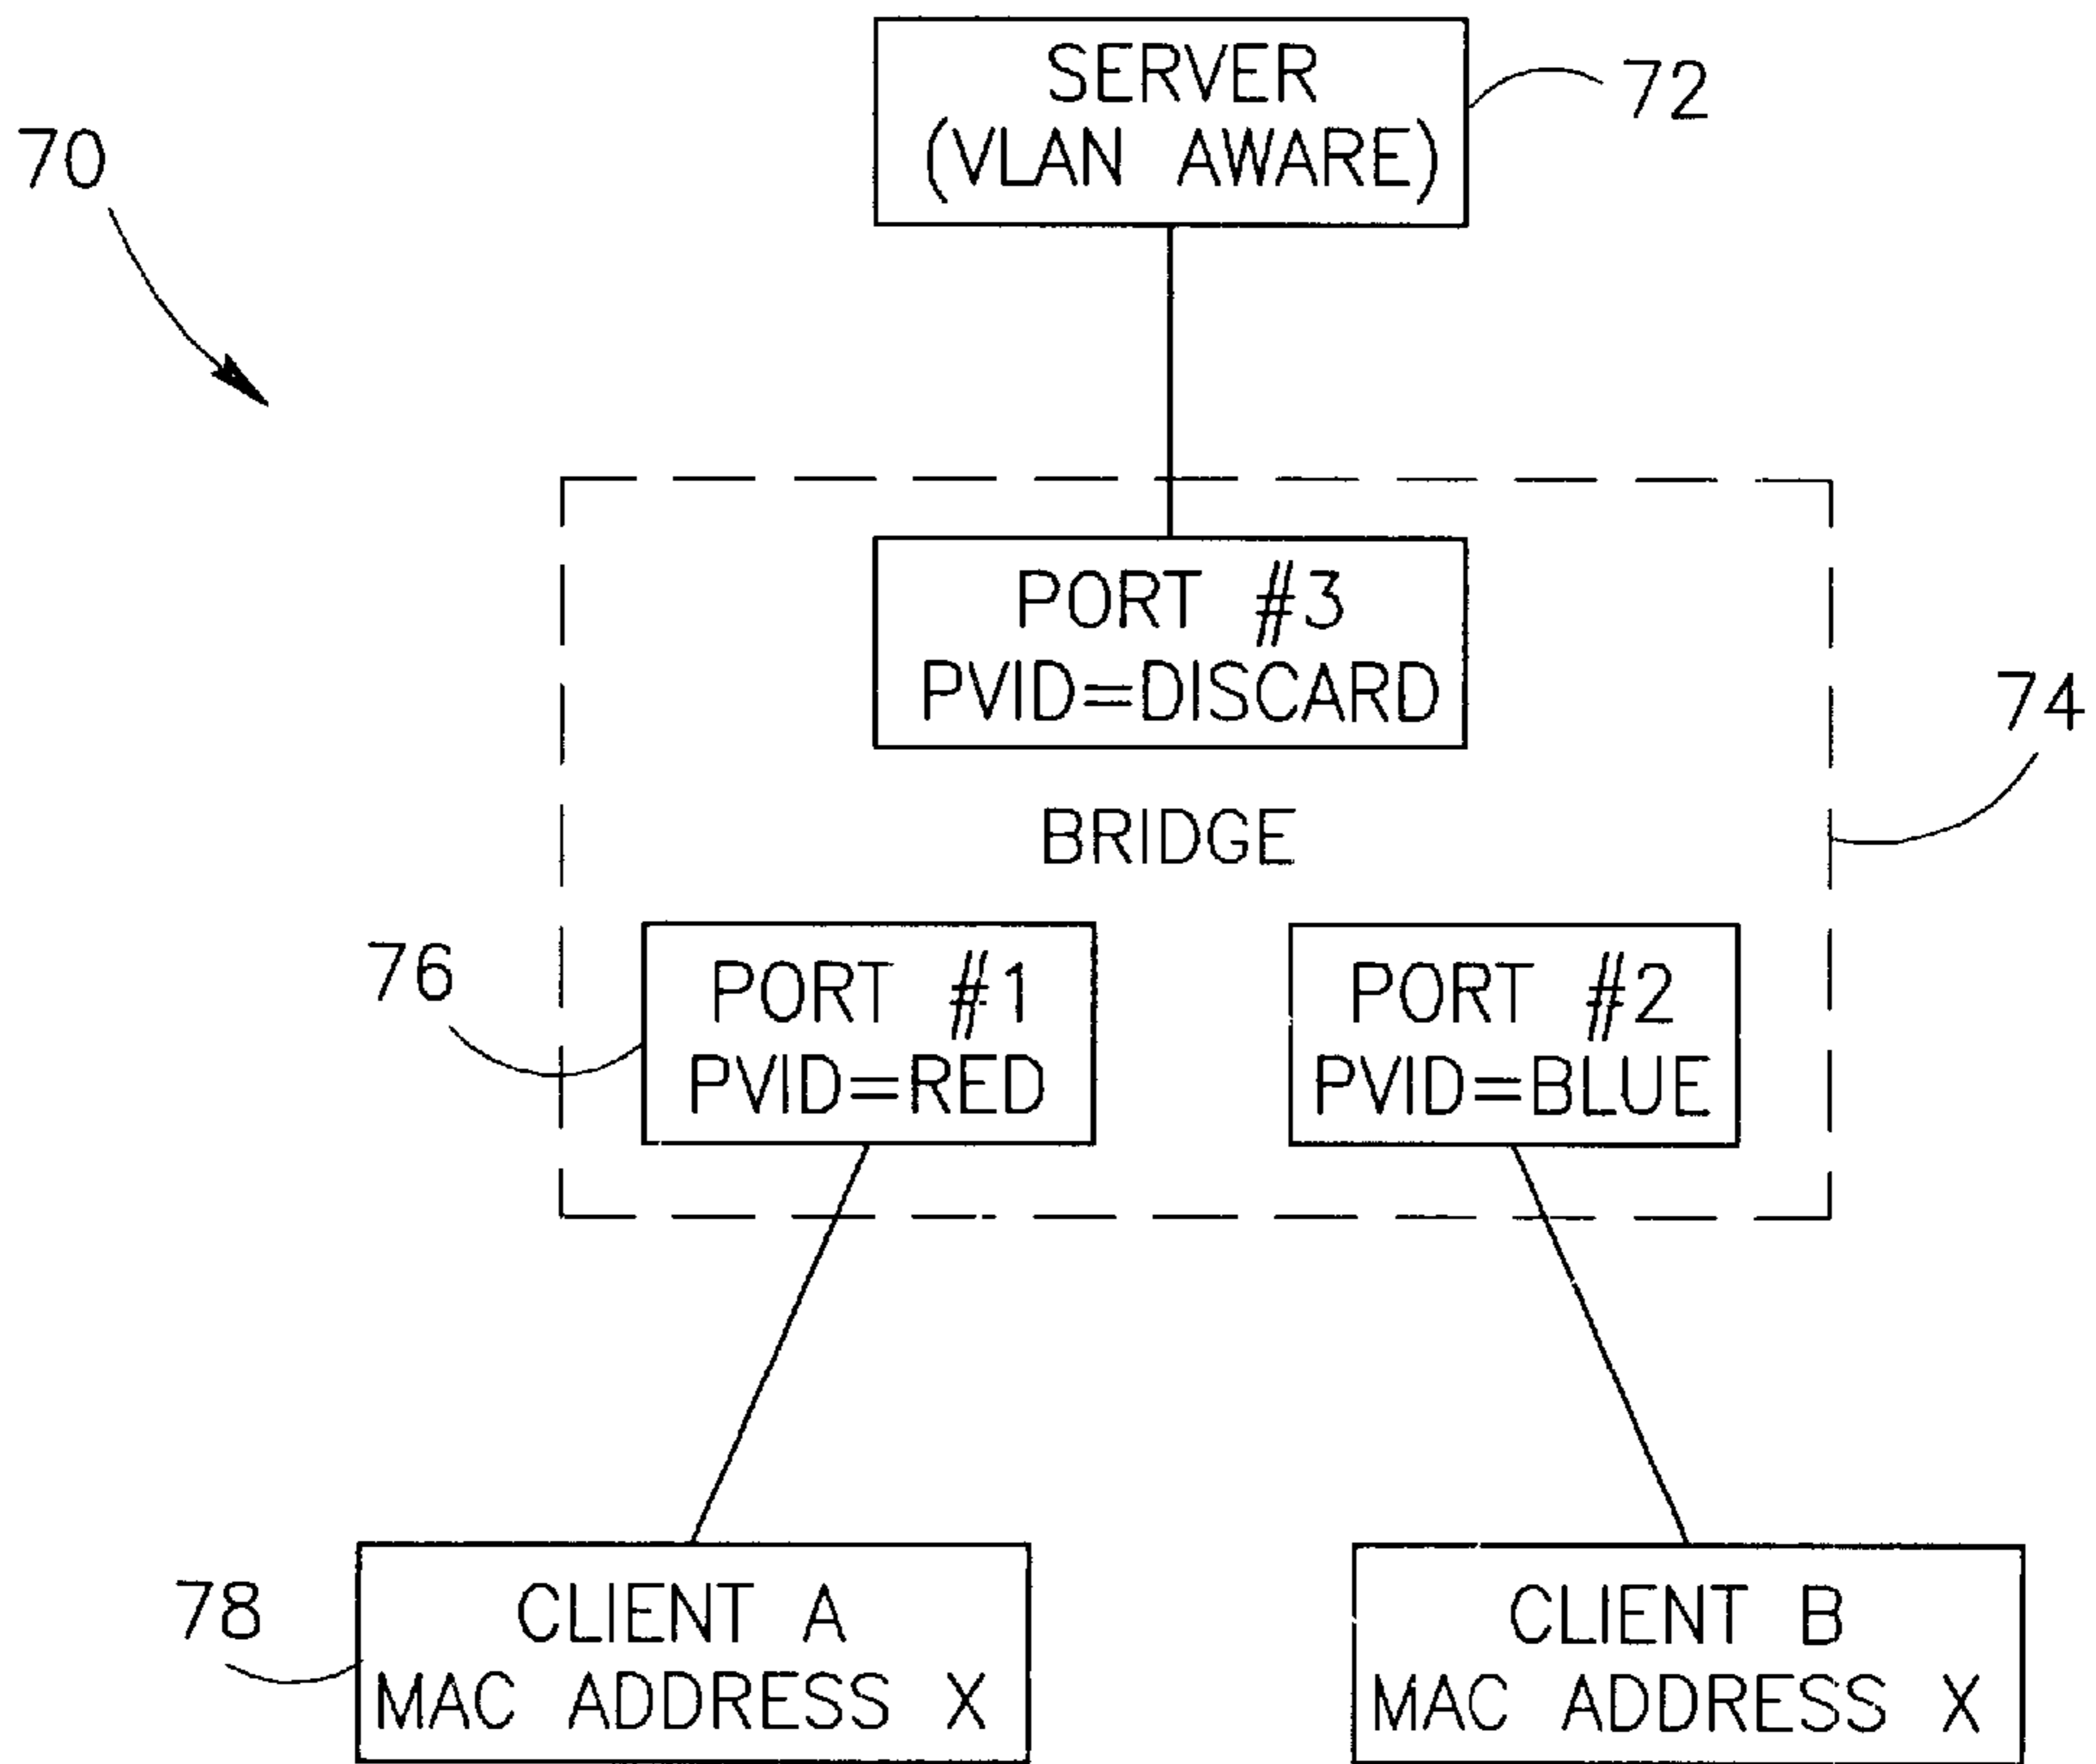 SERVER
(VLAN AWARE)
72
70
PORT #3
PVID=DISCARD
74
BRIDGE
76
PORT #1
PVID=RED
PORT #2
PVID=BLUE
78
CLIENT A
MAC ADDRESS X
CLIENT B
MAC ADDRESS X